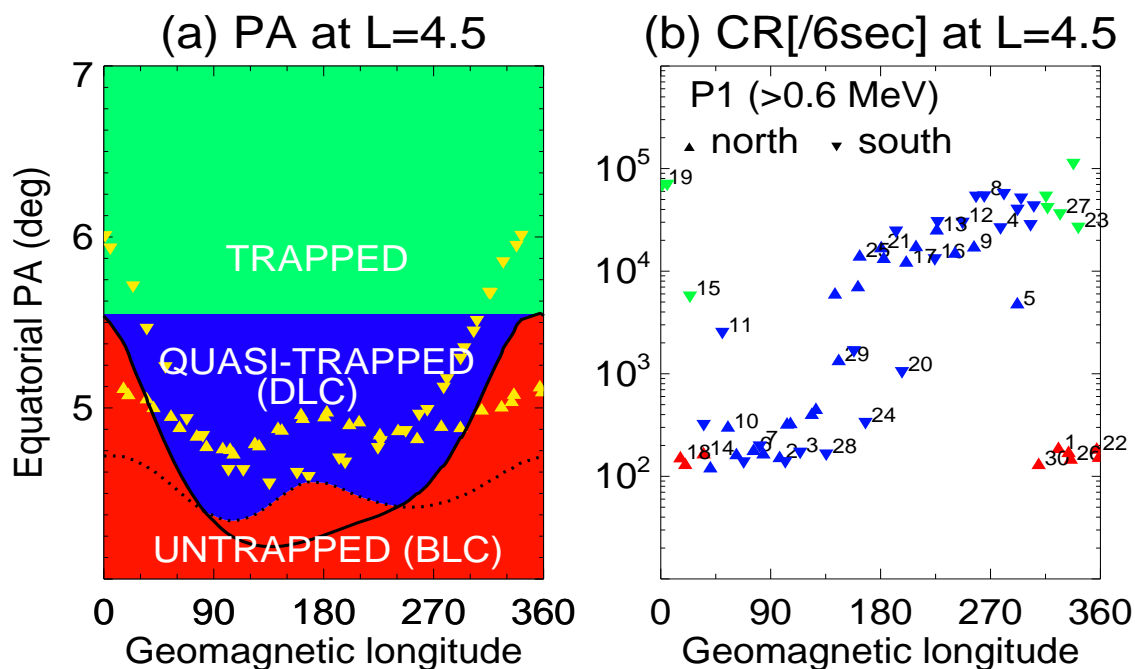 (a) PA at L=4.5
7
6
5
Equatorial PA (deg)
TRAPPED
QUASI-TRAPPED
(DLC)
UNTRAPPED (BLC)
0 90 180 270 360
Geomagnetic longitude
(b) CR[/6sec] at L=4.5
P1 (>0.6 MeV)
north south
10^5
10^4
10^3
10^2
19
8
27
23
12
4
13
21
25
17
16
9
15
5
11
29
20
10
24
7
6
3
28
2
14
18
1
22
26
30
0 90 180 270 360
Geomagnetic longitude